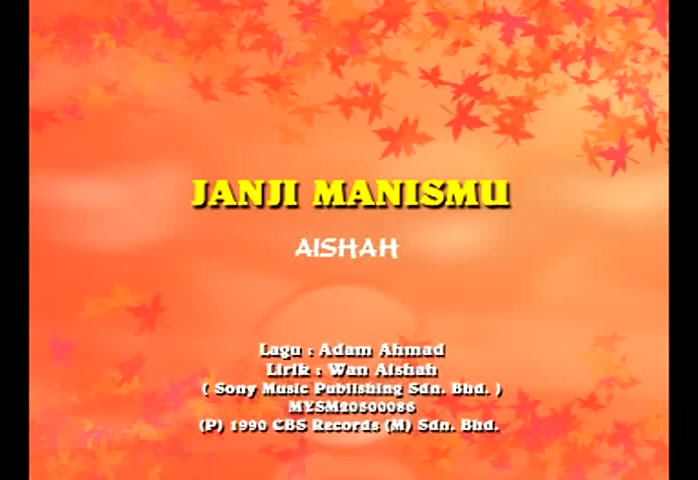 JANJI MANISMU
AISHAH
Lagu : Adam Ahmad
Lirik : Wan Aishah
( Sony Music Publishing Sdn. Bhd. )
MYSM20500086
(P) 1990 CBS Records (M) Sdn. Bhd.